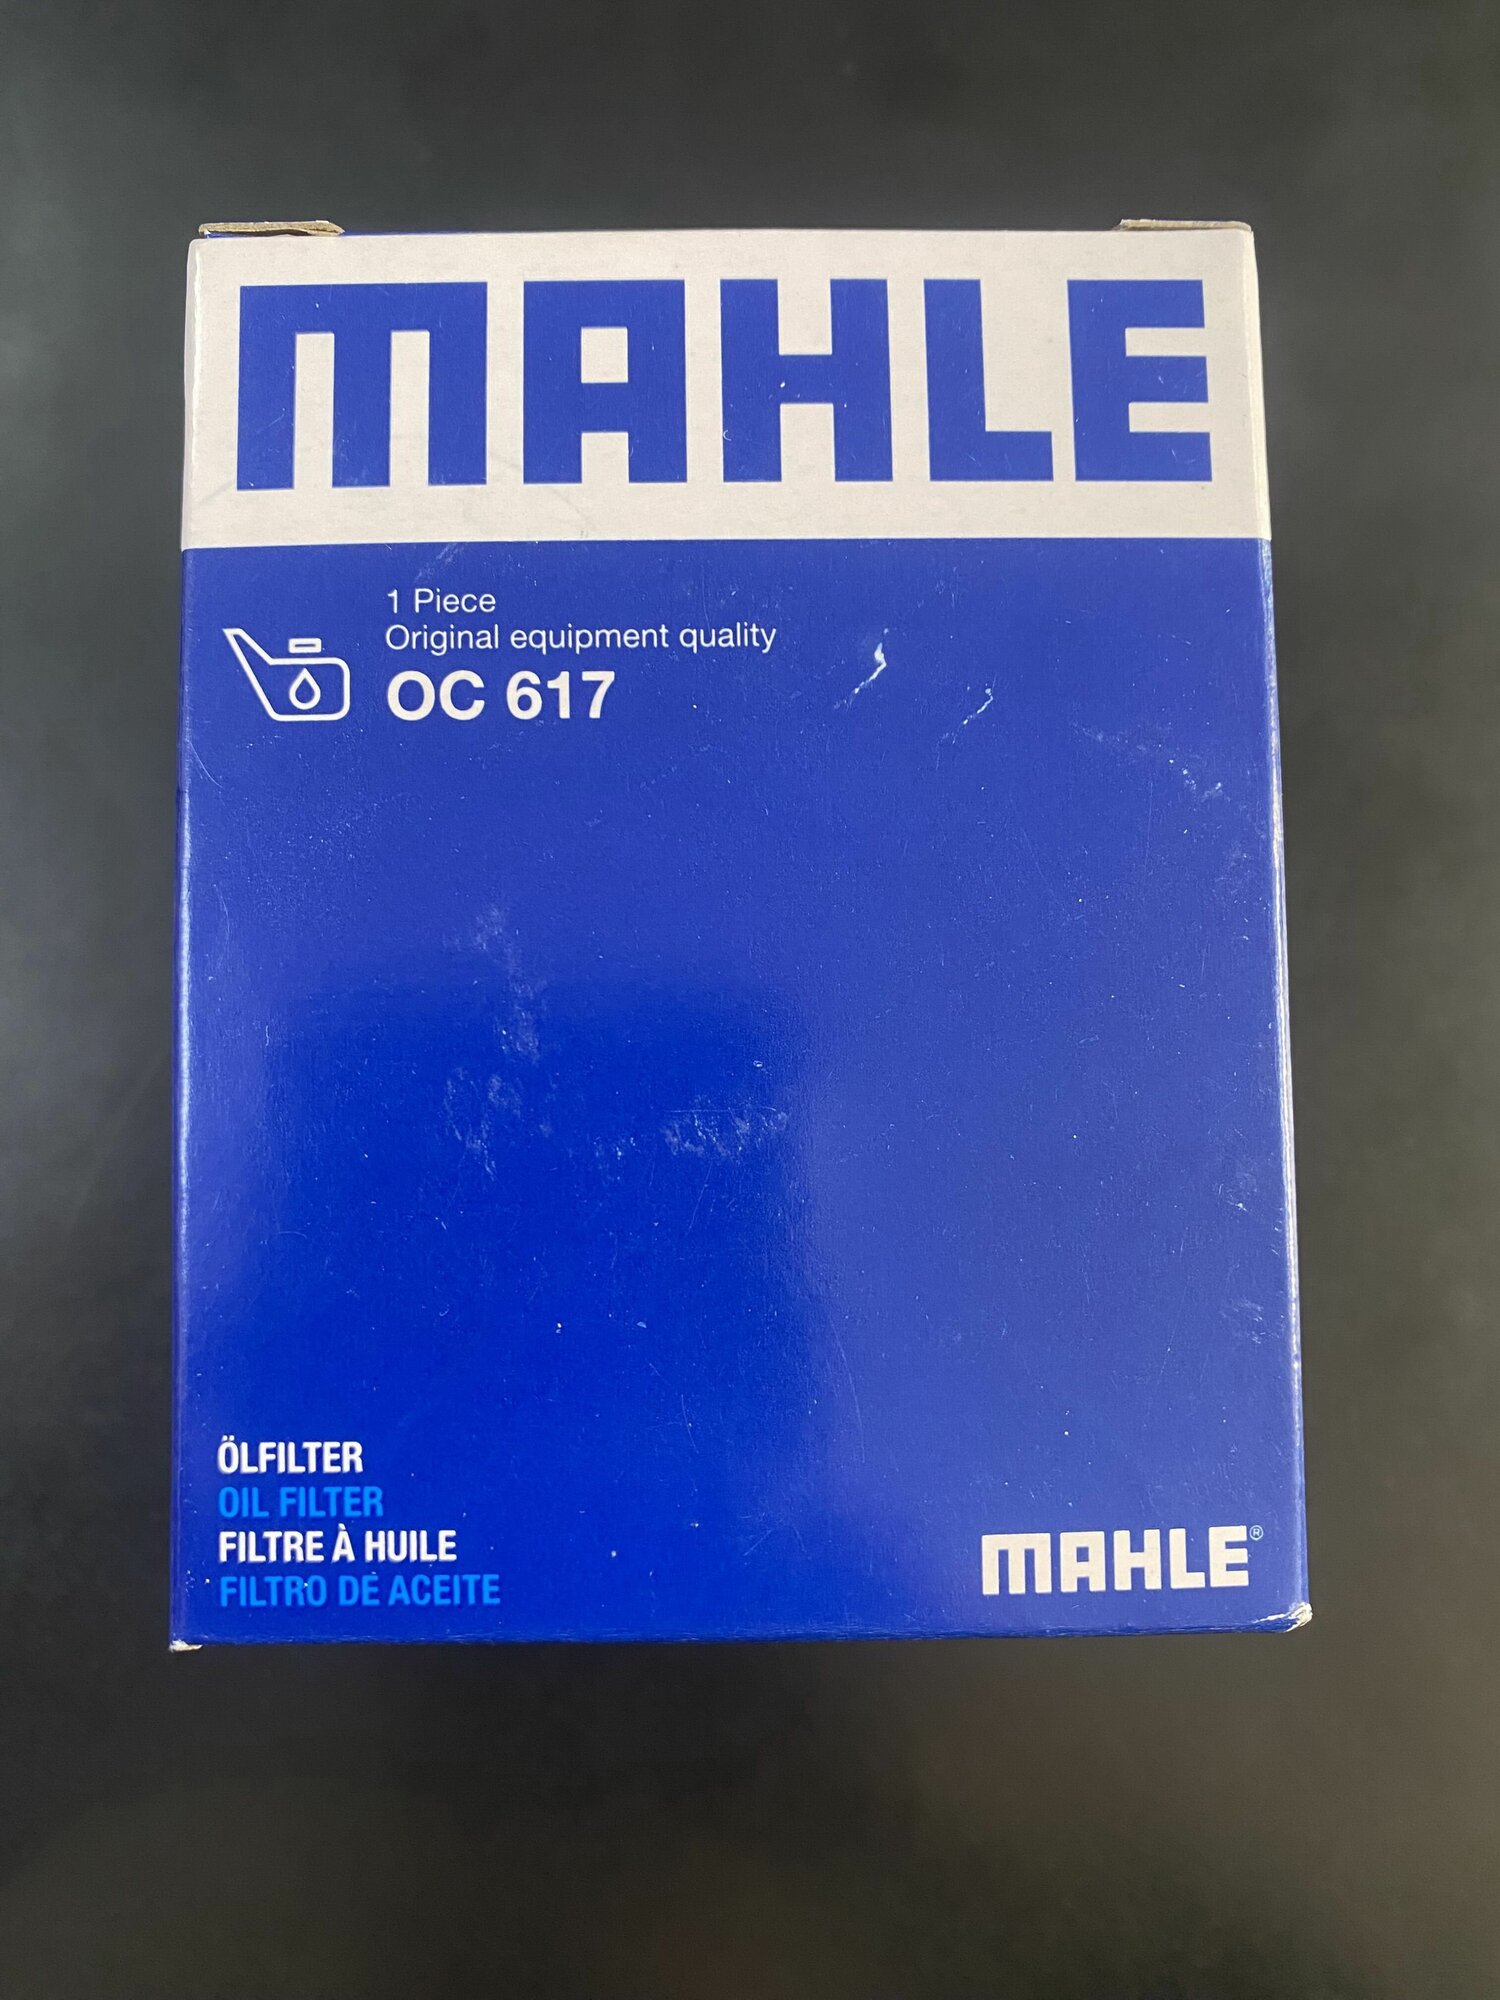 MAHLE
1 Piece
Original equipment quality
OC 617
ÖLFILTER
OIL FILTER
FILTRE À HUILE
FILTRO DE ACEITE
MAHLE®